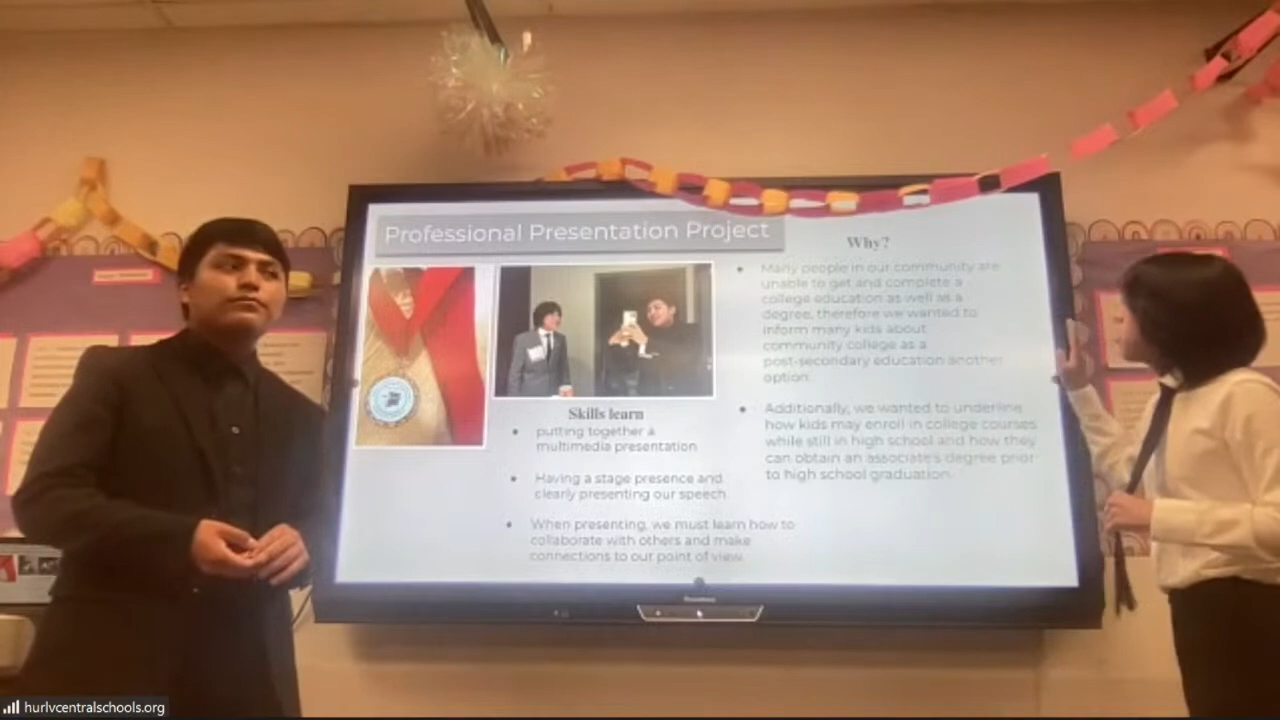 Professional Presentation Project
Skills learn
putting together a
multimedia presentation
Having a stage presence and
clearly presenting our speech
When presenting, we must learn how to
collaborate with others and make
connections to our point of view.
Why?
Many people in our community are
unable to get and complete a
college education as well as a
degree, therefore we wanted to
inform many kids about
community college as a
post-secondary education another
option.
Additionally, we wanted to underline
how kids may enroll in college courses
while still in high school and how they
can obtain an associate's degree prior
to high school graduation.
hurlvcentralschools.org